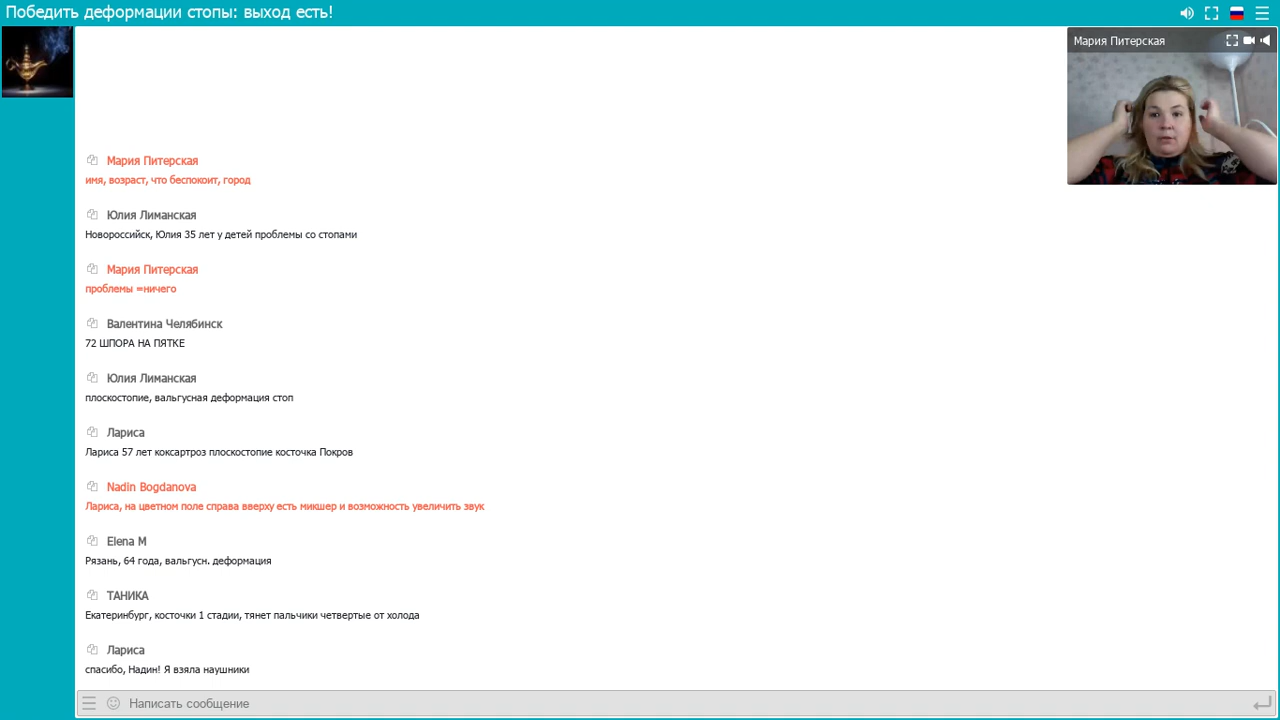 Победить деформации стопы: выход есть!
Мария Питерская
Мария Питерская
имя, возраст, что беспокоит, город
Юлия Лиманская
Новороссийск, Юлия 35 лет у детей проблемы со стопами
Мария Питерская
проблемы =ничего
Валентина Челябинск
72 ШПОРА НА ПЯТКЕ
Юлия Лиманская
плоскостопие, вальгусная деформация стоп
Лариса
Лариса 57 лет коксартроз плоскостопие косточка Покров
Nadin Bogdanova
Лариса, на цветном поле справа вверху есть микшер и возможность увеличить звук
Elena M
Рязань, 64 года, вальгусн. деформация
ТАНИКА
Екатеринбург, косточки 1 стадии, тянет пальчики четвертые от холода
Лариса
спасибо, Надин! Я взяла наушники
Написать сообщение